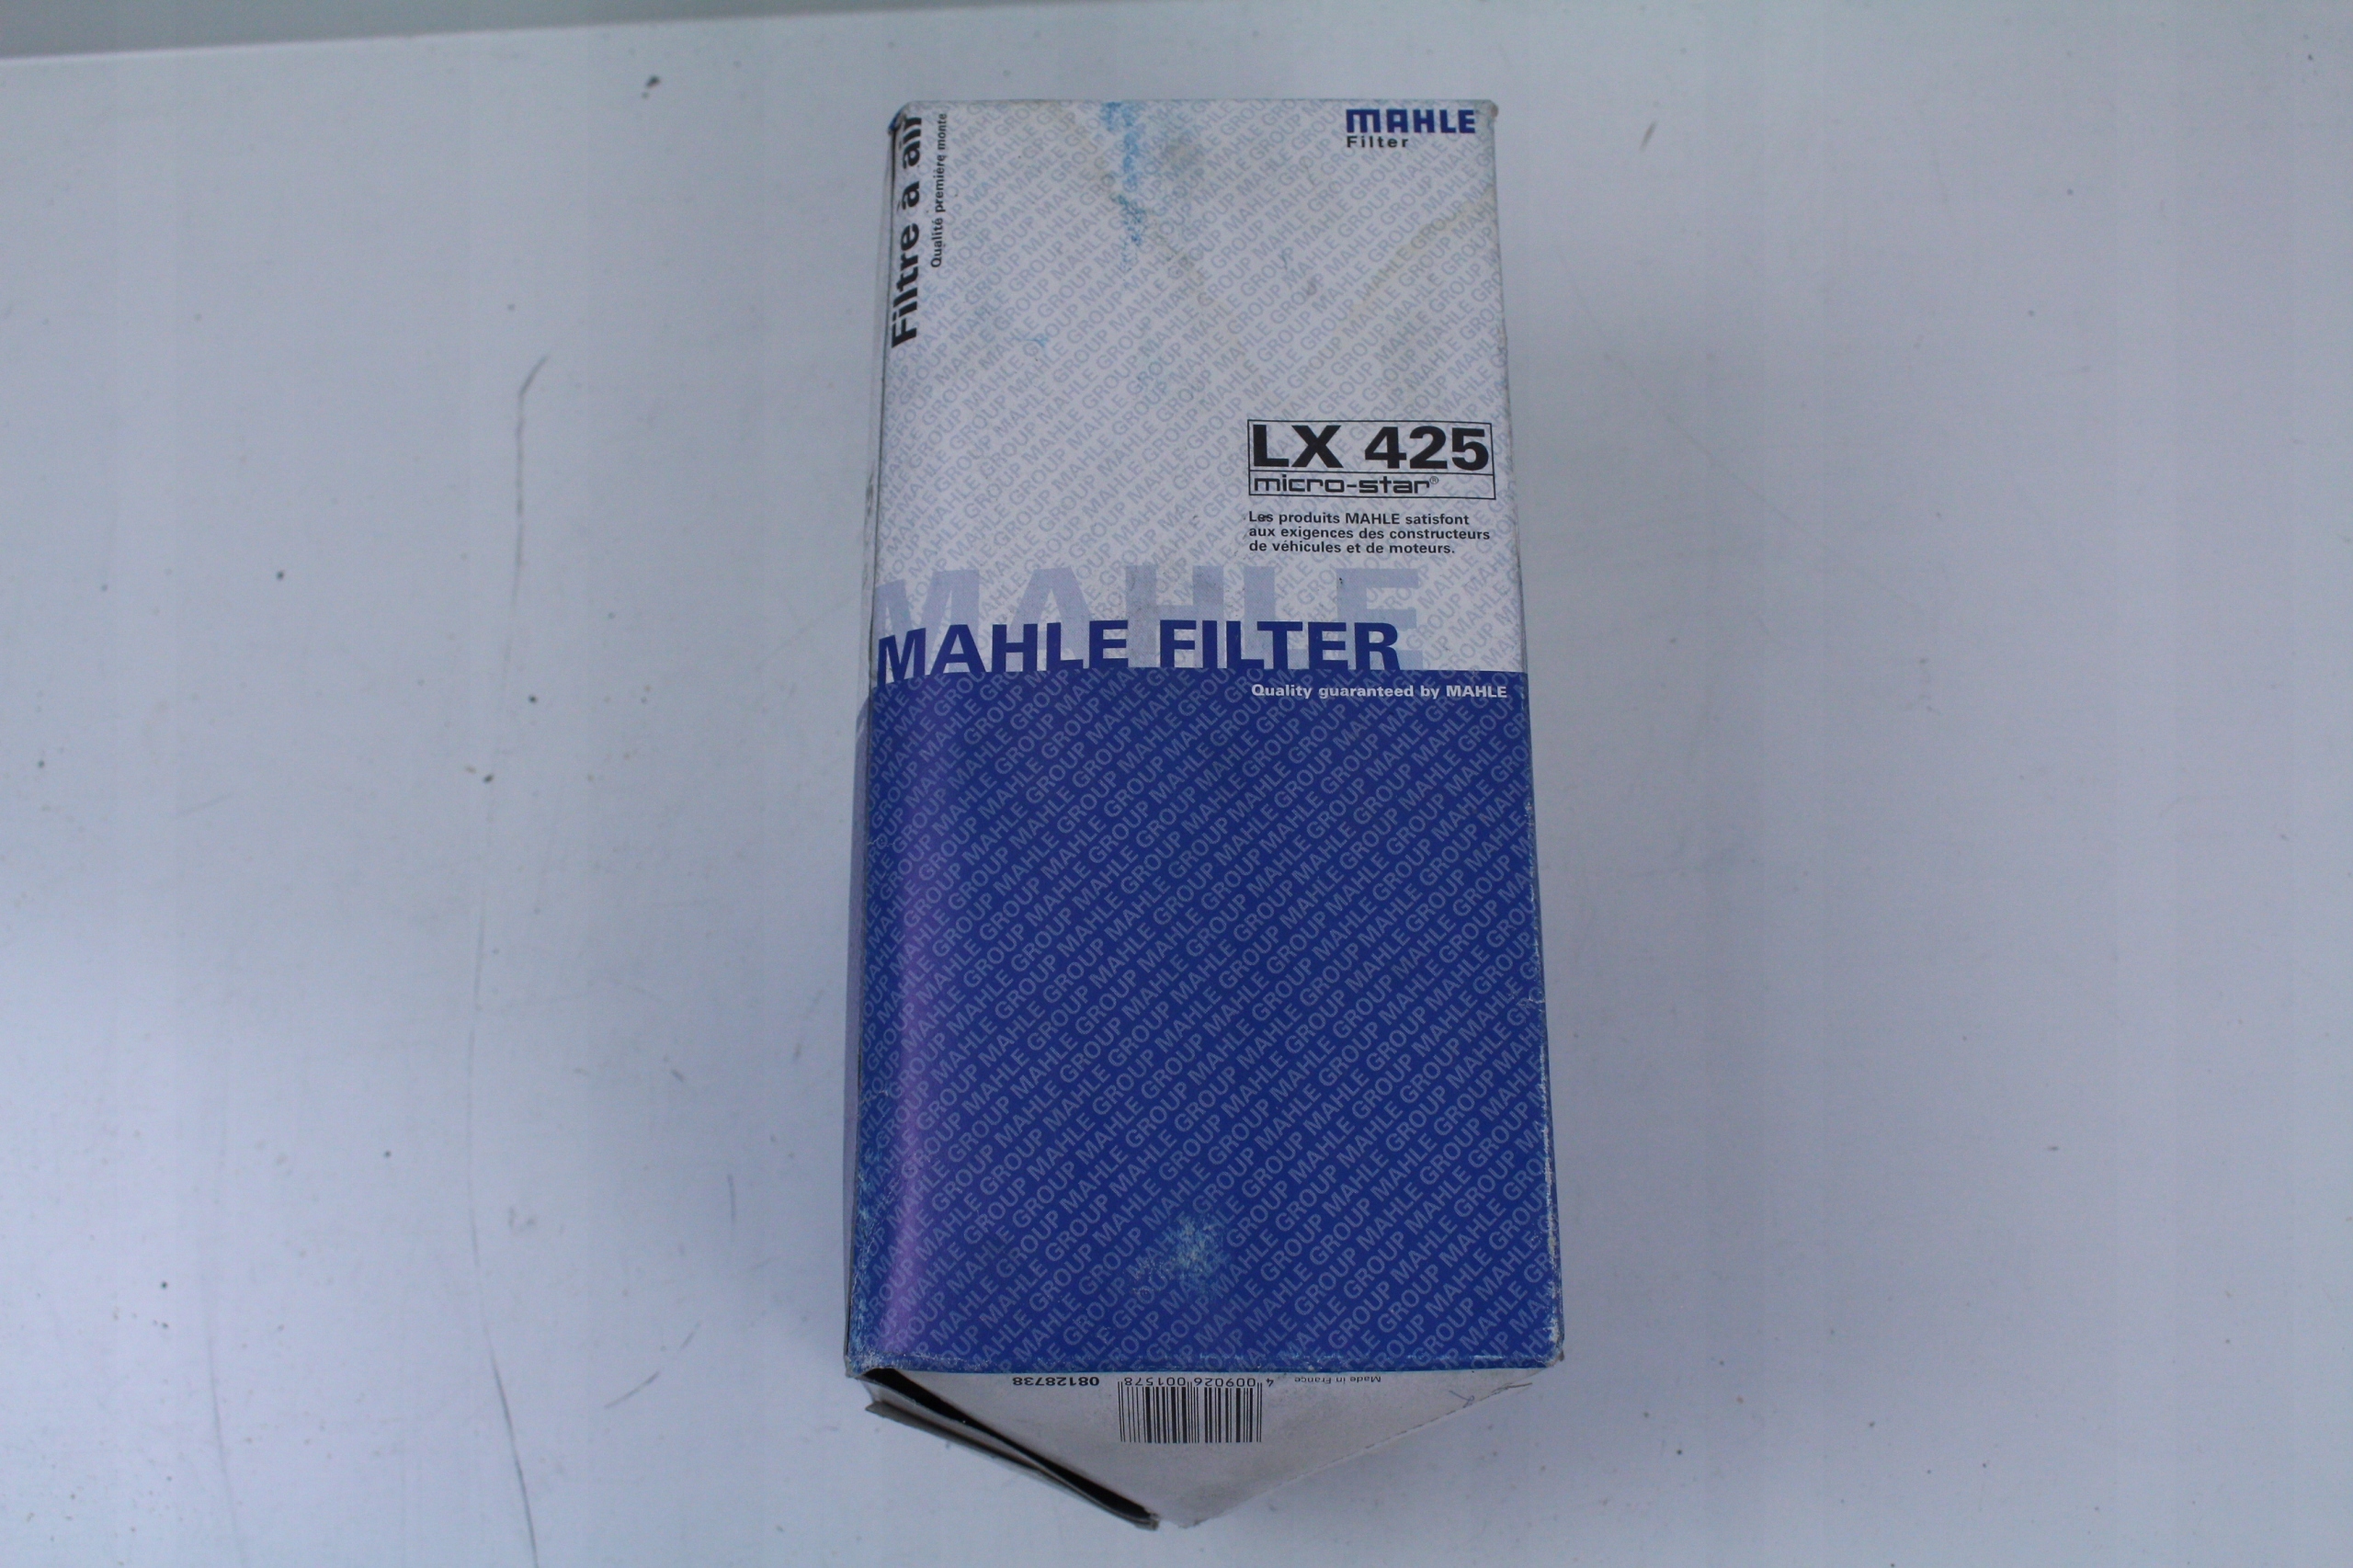 MAHLE
Filter
Filtre à air
Qualité première monte
LX 425
micro-star®
Les produits MAHLE satisfont
aux exigences des constructeurs
de véhicules et de moteurs.
MAHLE
MAHLE FILTER
Quality guaranteed by MAHLE
MAHLE GROUP
Made in France
4 009026 001578
08128738